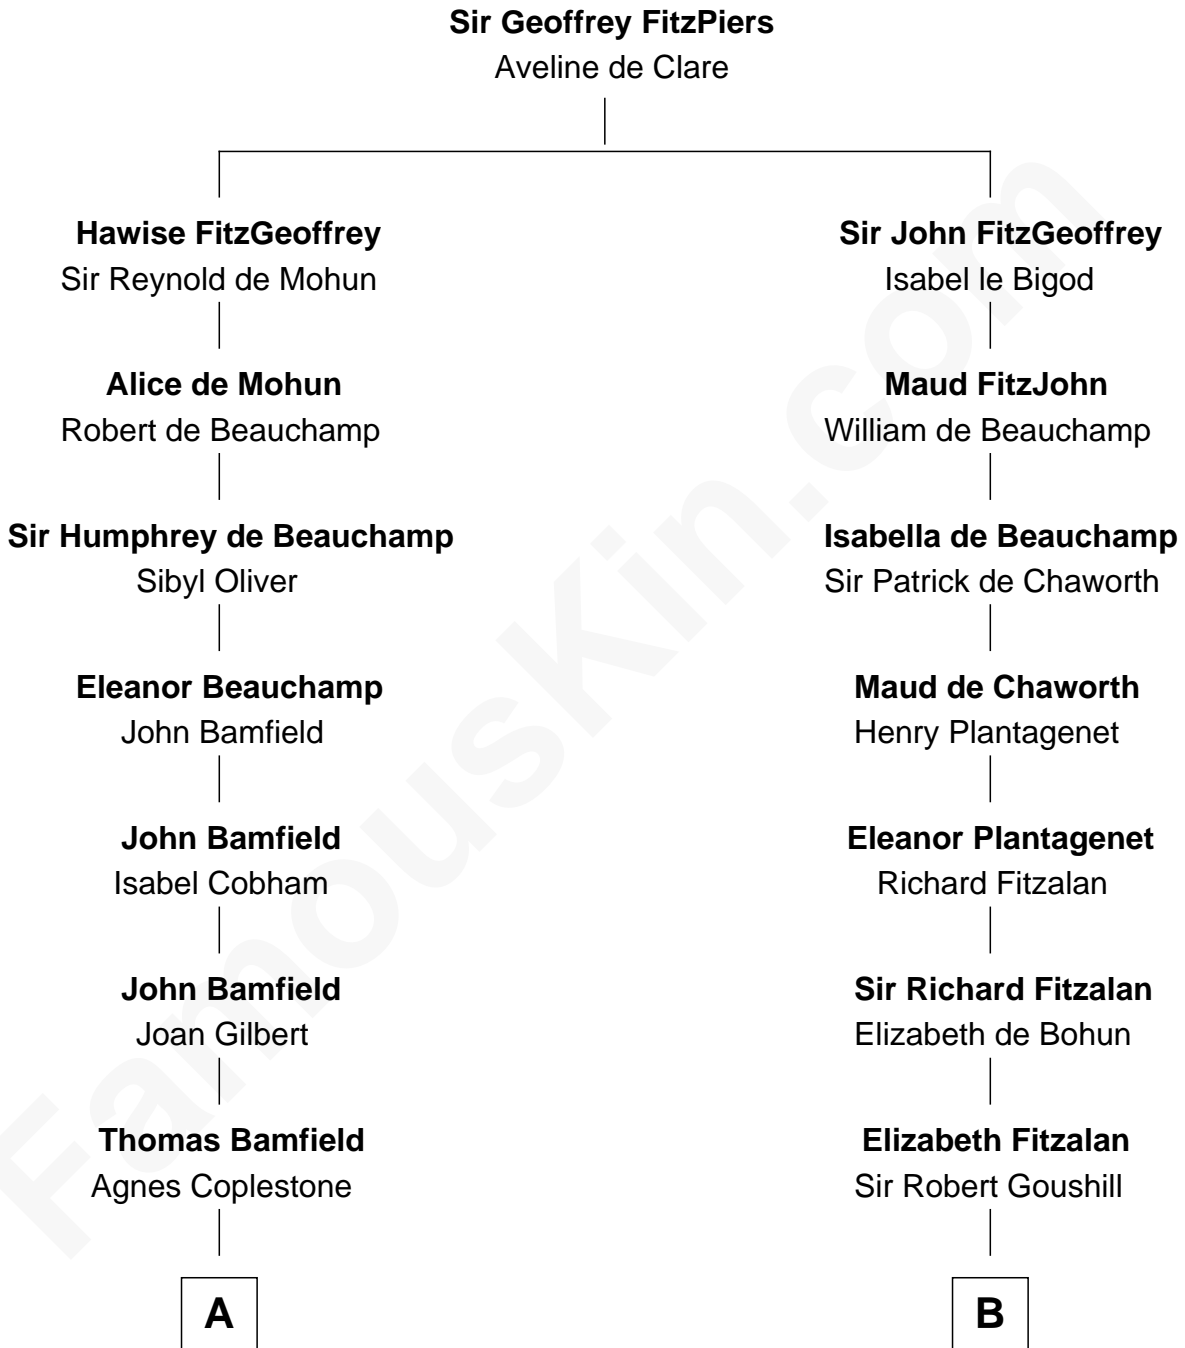 Sir Geoffrey FitzPiers
Aveline de Clare
Hawise FitzGeoffrey
Sir Reynold de Mohun
Alice de Mohun
Robert de Beauchamp
Sir Humphrey de Beauchamp
Sibyl Oliver
Eleanor Beauchamp
John Bamfield
John Bamfield
Isabel Cobham
John Bamfield
Joan Gilbert
Thomas Bamfield
Agnes Coplestone
A
Sir John FitzGeoffrey
Isabel le Bigod
Maud FitzJohn
William de Beauchamp
Isabella de Beauchamp
Sir Patrick de Chaworth
Maud de Chaworth
Henry Plantagenet
Eleanor Plantagenet
Richard Fitzalan
Sir Richard Fitzalan
Elizabeth de Bohun
Elizabeth Fitzalan
Sir Robert Goushill
B
FamousKin.com